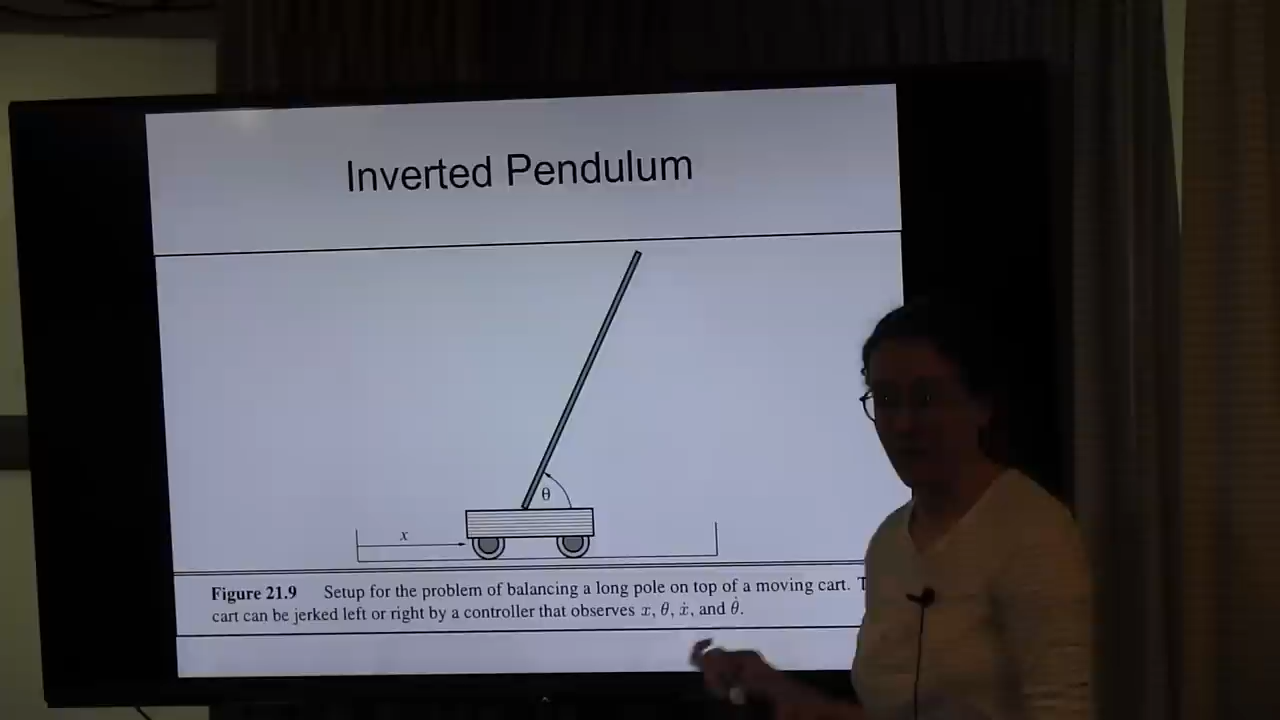 Inverted Pendulum
θ
x
Figure 21.9 Setup for the problem of balancing a long pole on top of a moving cart. T
cart can be jerked left or right by a controller that observes x, θ, ẋ, and θ̇.